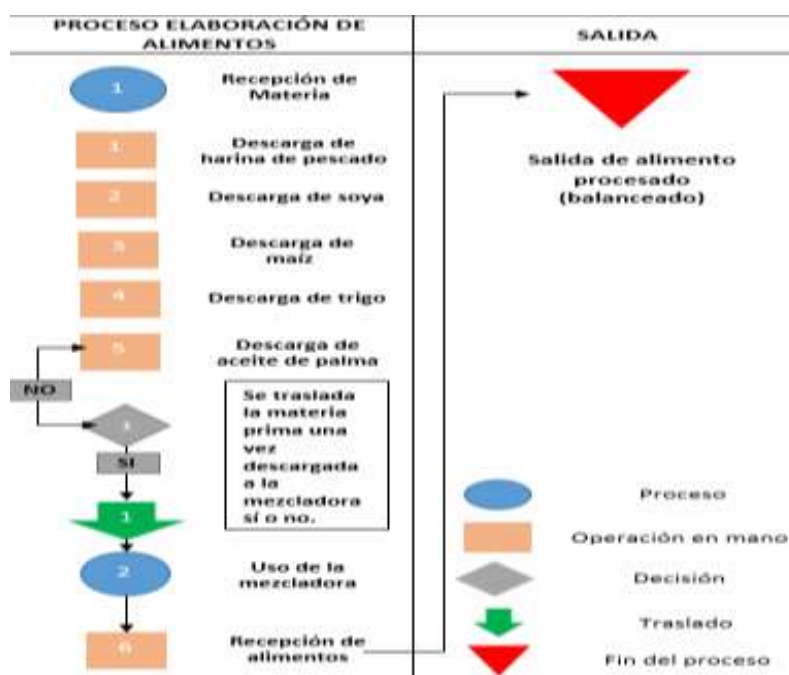 PROCESO ELABORACIÓN DE
ALIMENTOS
SALIDA
1
Recepción de
Materia
1
Descarga de
harina de pescado
2
Descarga de soya
3
Descarga de
maíz
4
Descarga de trigo
5
Descarga de
aceite de palma
NO
1
SI
Se traslada
la materia
prima una
vez
descargada
a la
mezcladora
sí o no.
1
2
Uso de la
mezcladora
6
Recepción de
alimentos
Salida de alimento
procesado
(balanceado)
Proceso
Operación en mano
Decisión
Traslado
Fin del proceso